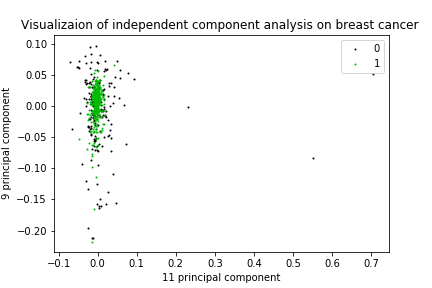 Visualizaion of independent component analysis on breast cancer
0
1
0.10
0.05
0.00
−0.05
−0.10
−0.15
−0.20
9 principal component
−0.1 0.0 0.1 0.2 0.3 0.4 0.5 0.6 0.7
11 principal component